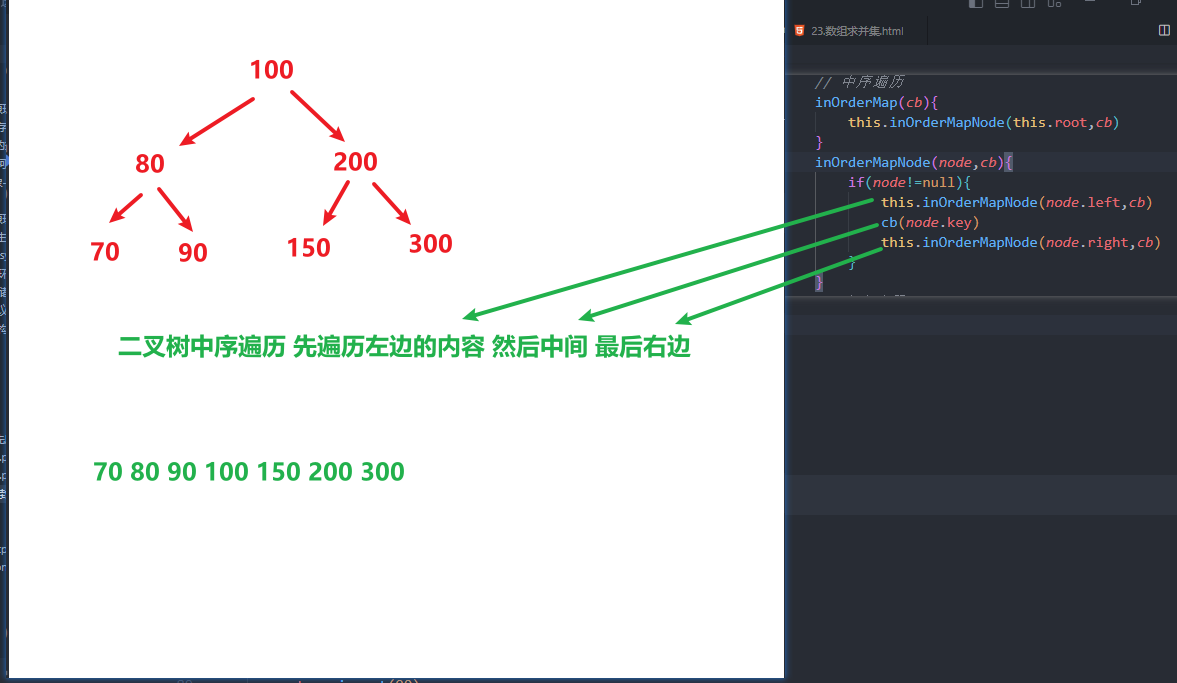 100
80
200
70
90
150
300
二叉树中序遍历 先遍历左边的内容 然后中间 最后右边
70 80 90 100 150 200 300
23.数组求并集.html
// 中序遍历
inOrderMap(cb){
this.inOrderMapNode(this.root,cb)
}
inOrderMapNode(node,cb){
if(node!=null){
this.inOrderMapNode(node.left,cb)
cb(node.key)
this.inOrderMapNode(node.right,cb)
}
}